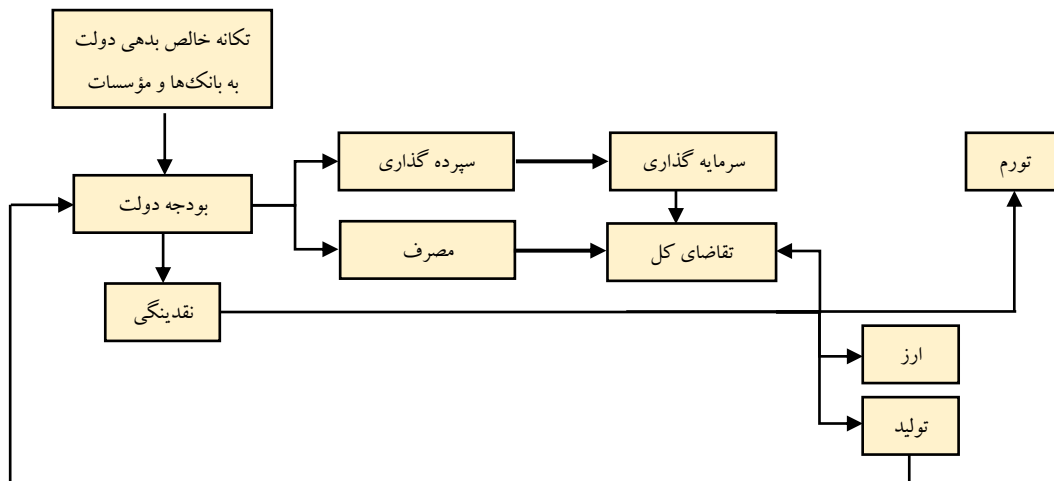 تکانه خالص بدهی دولت
به بانک‌ها و مؤسسات
سپرده گذاری
سرمایه گذاری
تورم
بودجه دولت
مصرف
تقاضای کل
نقدینگی
ارز
تولید